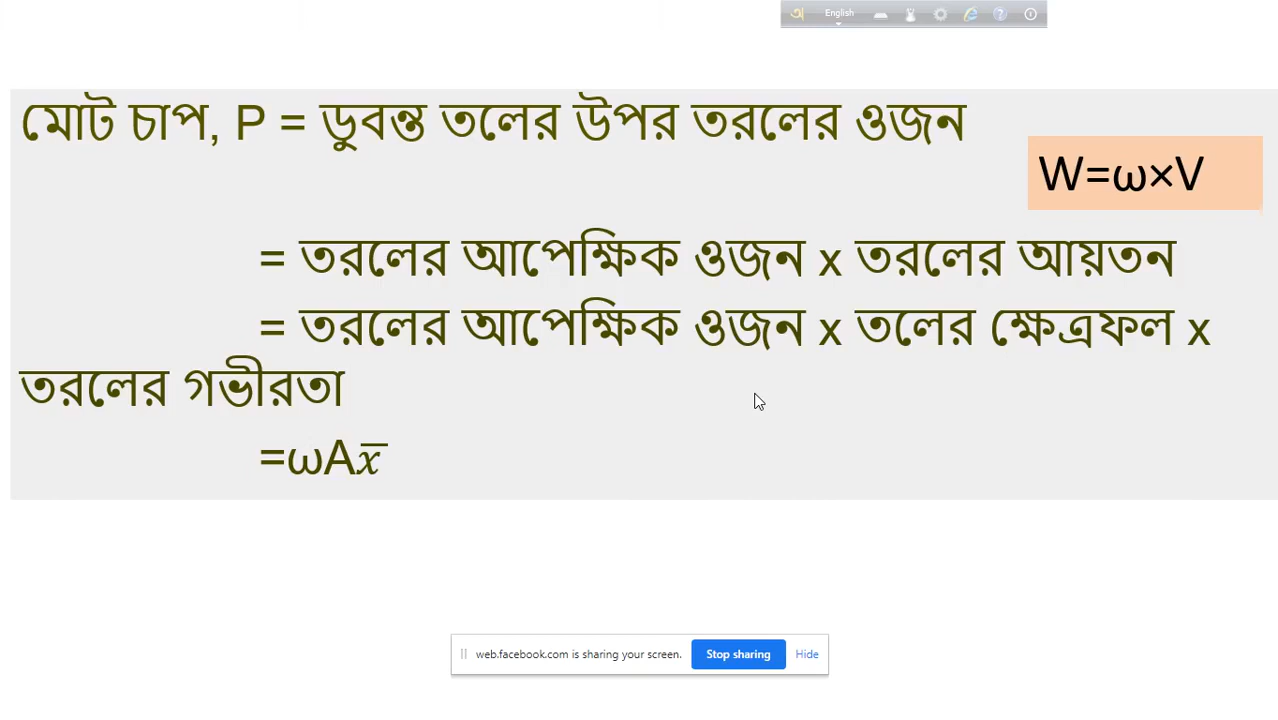 English
মোট চাপ, P = ডুবন্ত তলের উপর তরলের ওজন
W=ω×V
= তরলের আপেক্ষিক ওজন x তরলের আয়তন
= তরলের আপেক্ষিক ওজন x তলের ক্ষেত্রফল x
তরলের গভীরতা
=ωAx̅
web.facebook.com is sharing your screen. Stop sharing Hide